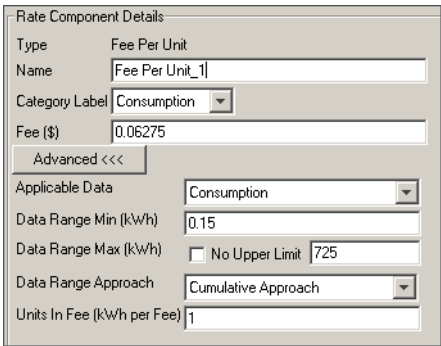 Rate Component Details
Type Fee Per Unit
Name Fee Per Unit_1
Category Label Consumption
Fee ($) 0.06275
Advanced <<<
Applicable Data Consumption
Data Range Min (kWh) 0.15
Data Range Max (kWh) No Upper Limit 725
Data Range Approach Cumulative Approach
Units In Fee (kWh per Fee) 1